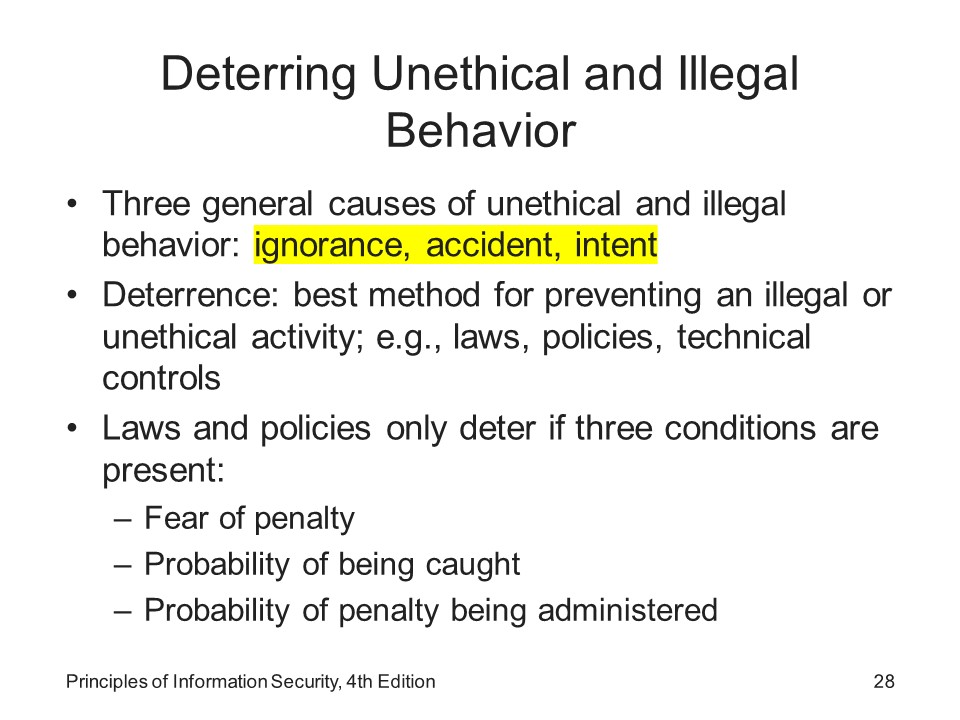 Deterring Unethical and Illegal
Behavior
• Three general causes of unethical and illegal
behavior: ignorance, accident, intent
• Deterrence: best method for preventing an illegal or
unethical activity; e.g., laws, policies, technical
controls
• Laws and policies only deter if three conditions are
present:
– Fear of penalty
– Probability of being caught
– Probability of penalty being administered
Principles of Information Security, 4th Edition 28